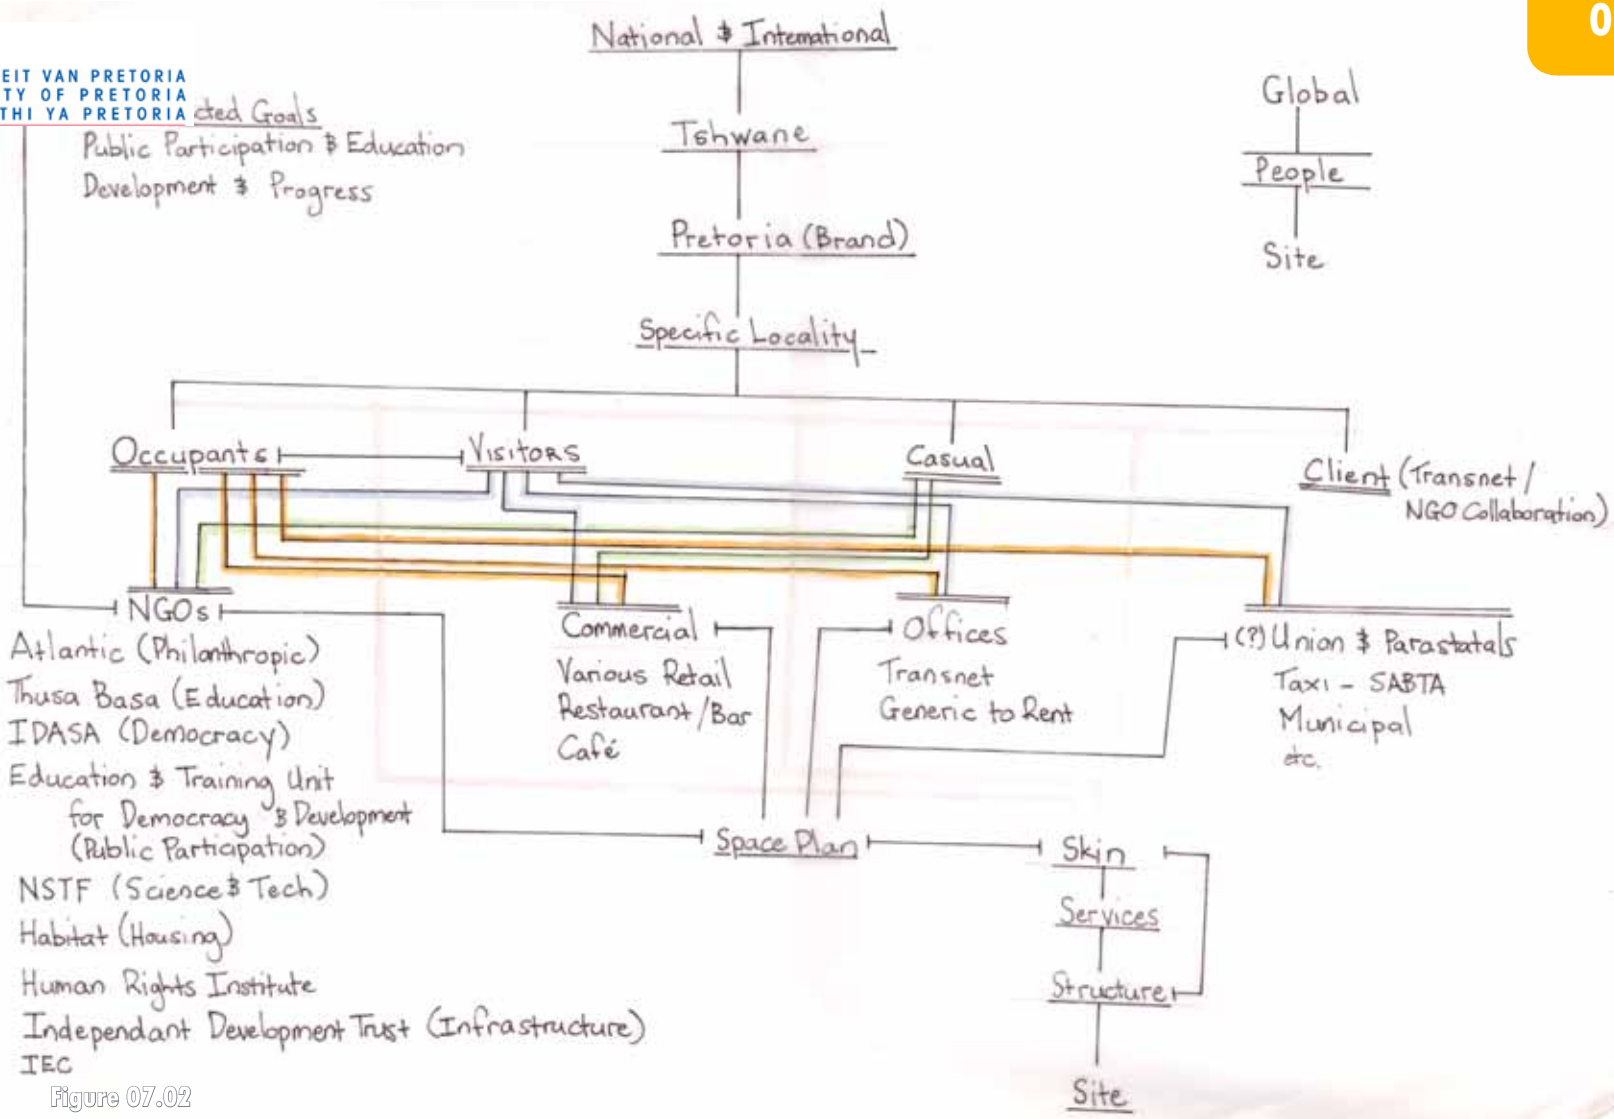 National & International
0
EIT VAN PRETORIA
TY OF PRETORIA
THI YA PRETORIA
cted Goals
Public Participation & Education
Development & Progress
Global
People
Site
Tshwane
Pretoria (Brand)
Specific Locality
Occupants
Visitors
Casual
Client (Transnet /
NGO Collaboration)
NGOs
Atlantic (Philanthropic)
Thusa Basa (Education)
IDASA (Democracy)
Education & Training Unit
for Democracy & Development
(Public Participation)
NSTF (Science & Tech)
Habitat (Housing)
Human Rights Institute
Independant Development Trust (Infrastructure)
IEC
Commercial
Various Retail
Restaurant / Bar
Café
Offices
Transnet
Generic to Rent
(?) Union & Parastatals
Taxi - SABTA
Municipal
etc.
Space Plan
Skin
Services
Structure
Site
Figure 07.02